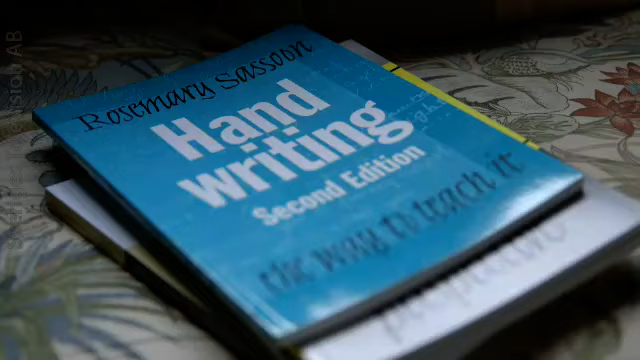 Rosemary Sassoon
Hand
writing
Second Edition
the way to teach it